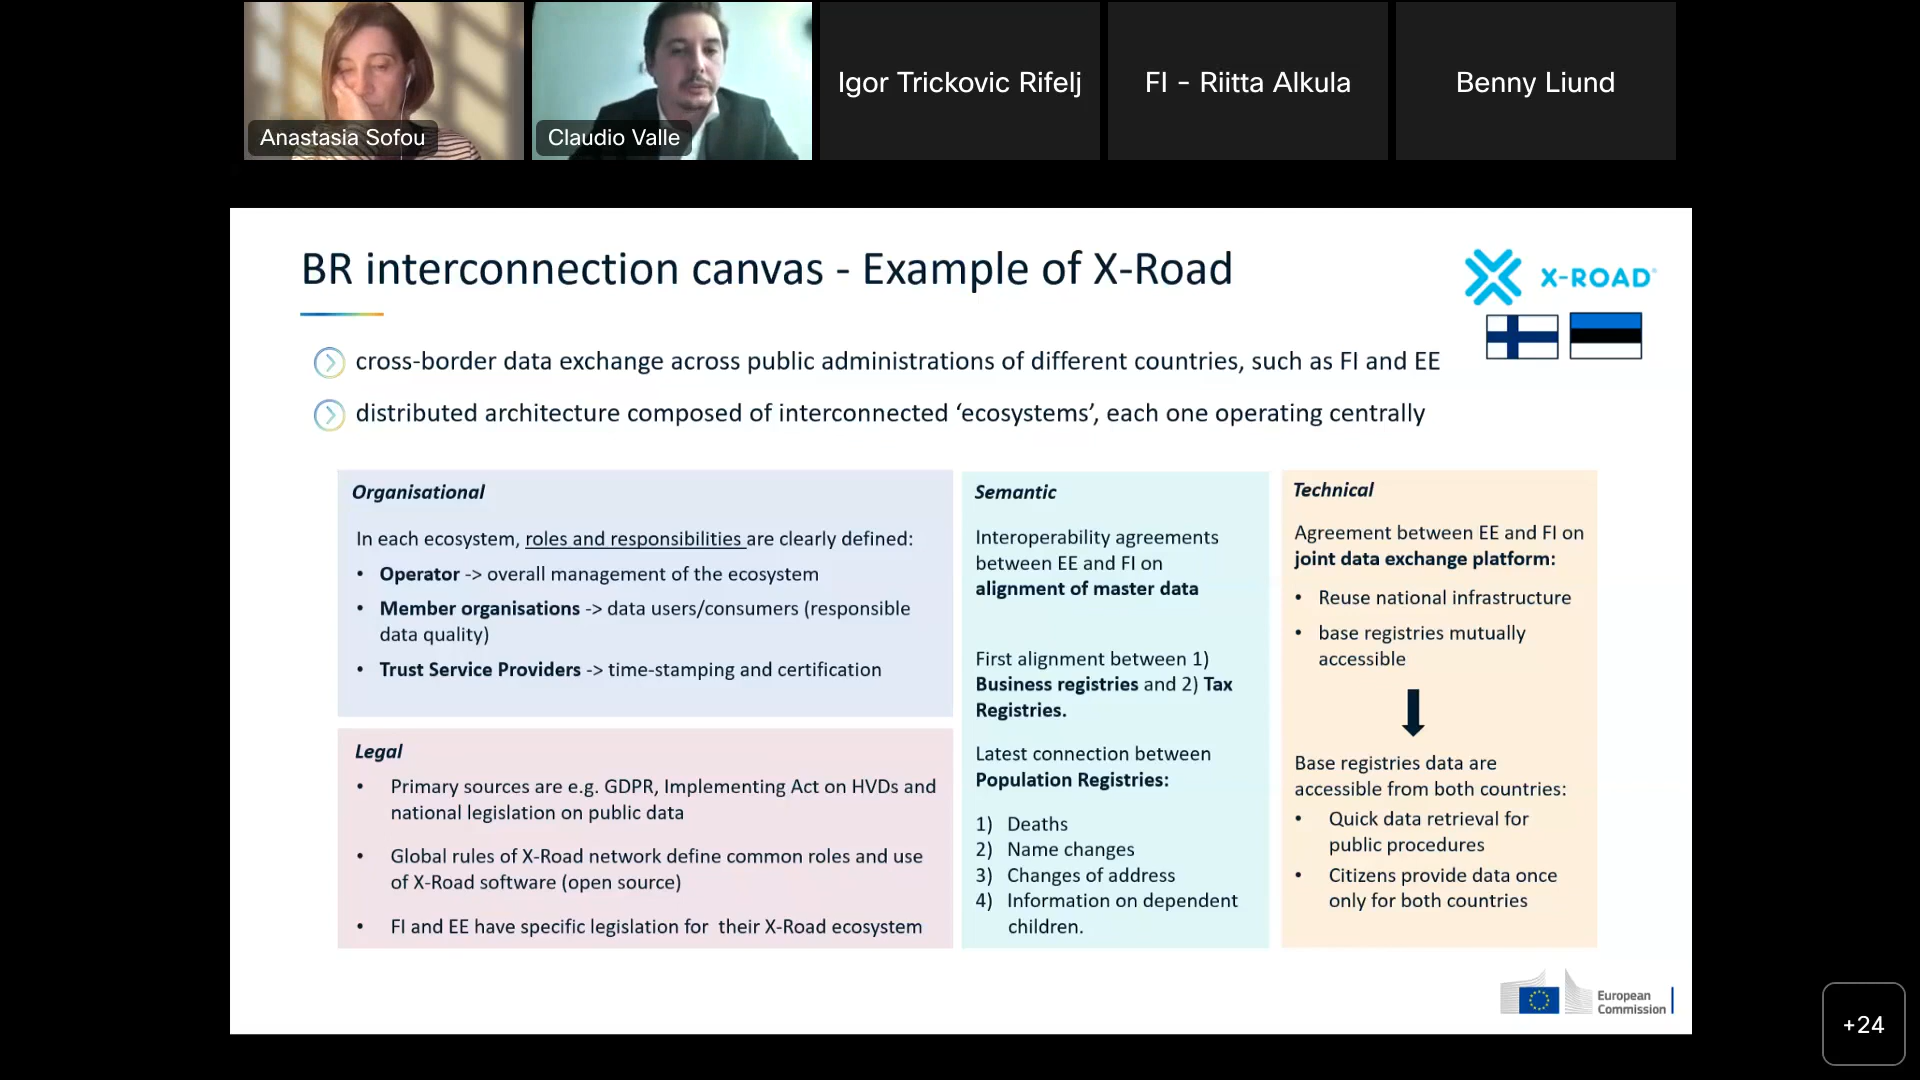 Anastasia Sofou
Claudio Valle
Igor Trickovic Rifelj
FI - Riitta Alkula
Benny Liund
BR interconnection canvas - Example of X-Road
X-ROAD®
cross-border data exchange across public administrations of different countries, such as FI and EE
distributed architecture composed of interconnected ‘ecosystems’, each one operating centrally
Organisational
In each ecosystem, roles and responsibilities are clearly defined:
• Operator -> overall management of the ecosystem
• Member organisations -> data users/consumers (responsible
data quality)
• Trust Service Providers -> time-stamping and certification
Legal
• Primary sources are e.g. GDPR, Implementing Act on HVDs and
national legislation on public data
• Global rules of X-Road network define common roles and use
of X-Road software (open source)
• FI and EE have specific legislation for their X-Road ecosystem
Semantic
Interoperability agreements
between EE and FI on
alignment of master data
First alignment between 1)
Business registries and 2) Tax
Registries.
Latest connection between
Population Registries:
1) Deaths
2) Name changes
3) Changes of address
4) Information on dependent
children.
Technical
Agreement between EE and FI on
joint data exchange platform:
• Reuse national infrastructure
• base registries mutually
accessible
Base registries data are
accessible from both countries:
• Quick data retrieval for
public procedures
• Citizens provide data once
only for both countries
European
Commission
+24